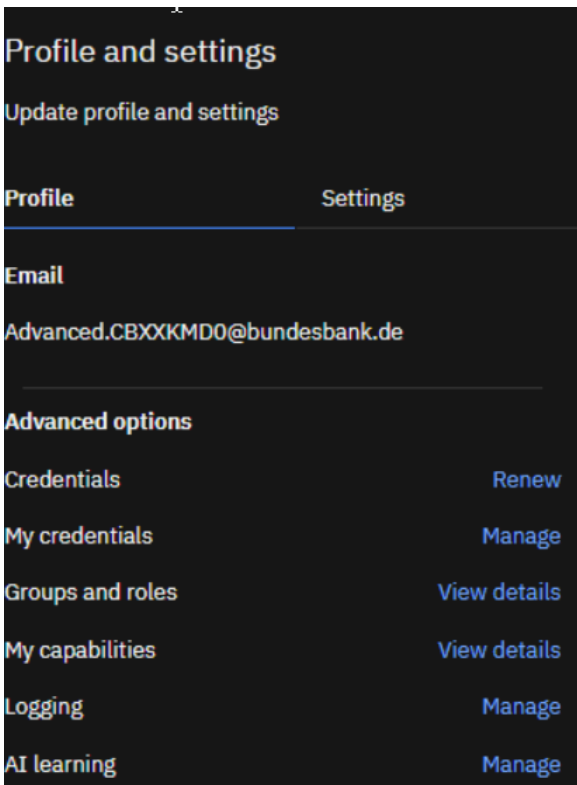 Profile and settings
Update profile and settings
Profile Settings
Email
Advanced.CBXXKMD0@bundesbank.de
Advanced options
Credentials Renew
My credentials Manage
Groups and roles View details
My capabilities View details
Logging Manage
AI learning Manage